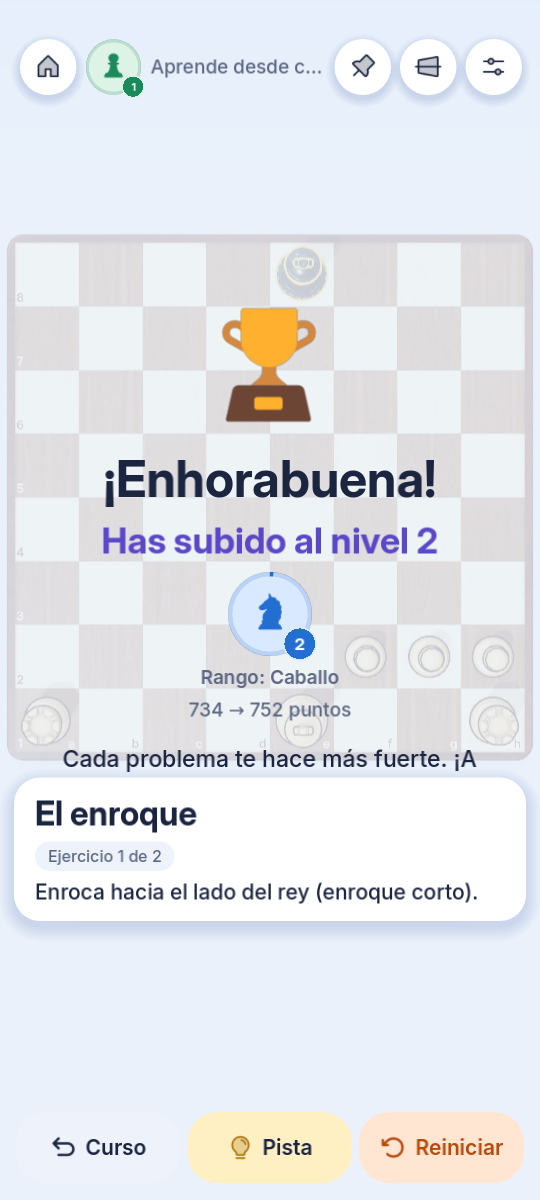 1
Aprende desde c...
8
7
6
5
4
3
2
1
¡Enhorabuena!
Has subido al nivel 2
2
Rango: Caballo
734 → 752 puntos
b
c
d
f
g
h
Cada problema te hace más fuerte. ¡A
El enroque
Ejercicio 1 de 2
Enroca hacia el lado del rey (enroque corto).
Curso
Pista
Reiniciar